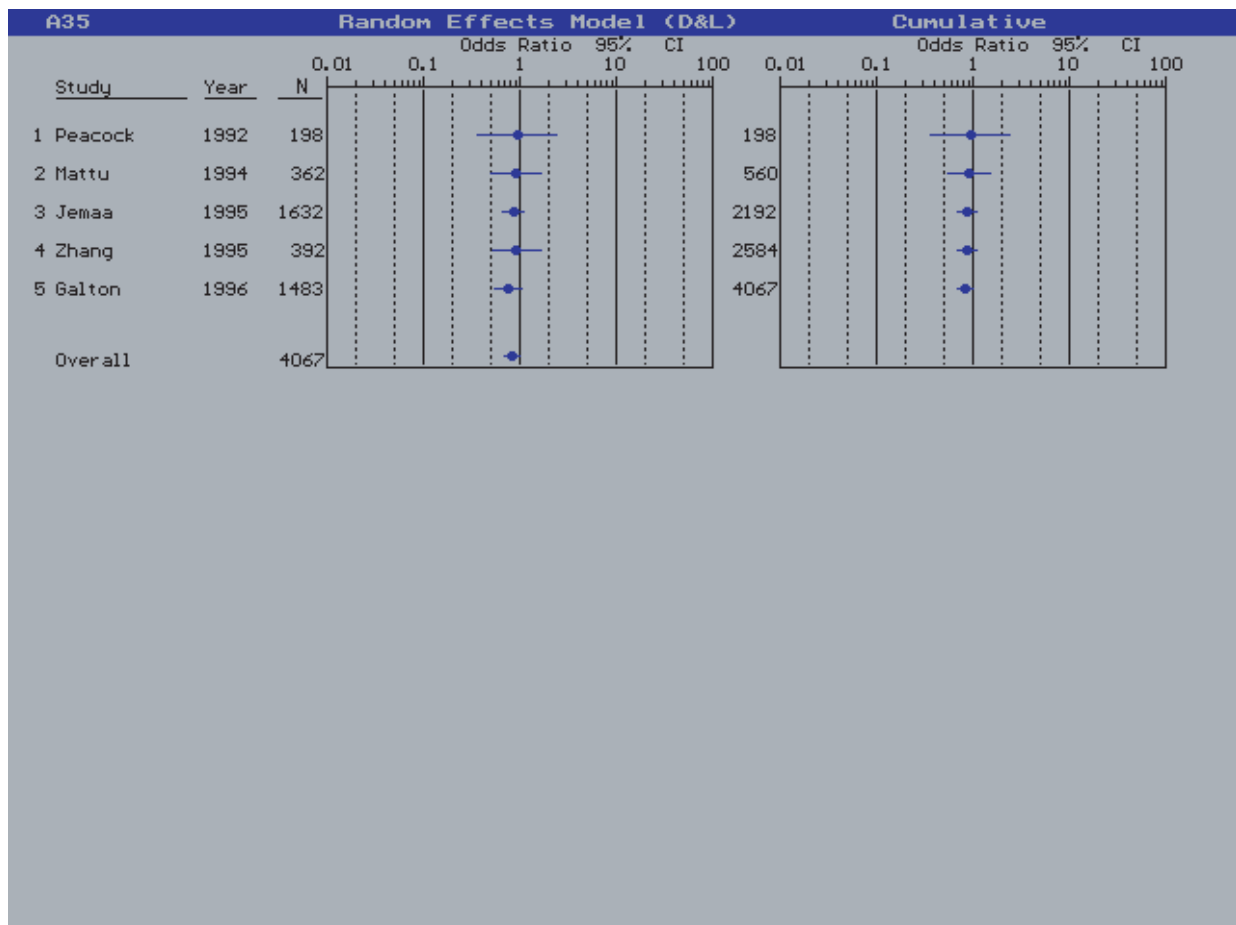 A35 Random Effects Model (D&L) Cumulative
Odds Ratio 95% CI Odds Ratio 95% CI
0.01 0.1 1 10 100 0.01 0.1 1 10 100
Study Year N
1 Peacock 1992 198 198
2 Mattu 1994 362 560
3 Jemaa 1995 1632 2192
4 Zhang 1995 392 2584
5 Galton 1996 1483 4067
Overall 4067